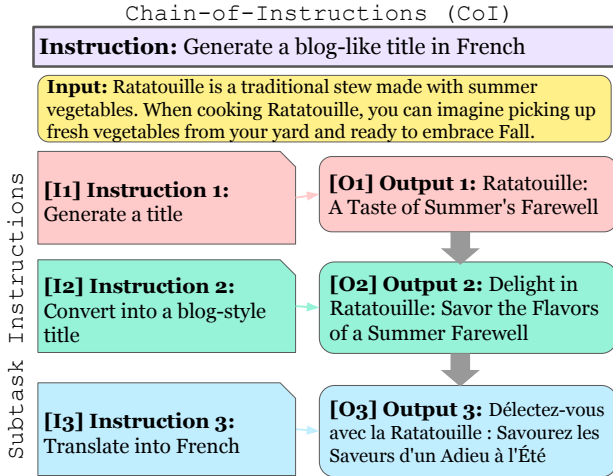 Chain-of-Instructions (CoI)
Instruction: Generate a blog-like title in French
Input: Ratatouille is a traditional stew made with summer
vegetables. When cooking Ratatouille, you can imagine picking up
fresh vegetables from your yard and ready to embrace Fall.
Subtask Instructions
[I1] Instruction 1:
Generate a title
[O1] Output 1: Ratatouille:
A Taste of Summer's Farewell
[I2] Instruction 2:
Convert into a blog-style
title
[O2] Output 2: Delight in
Ratatouille: Savor the Flavors
of a Summer Farewell
[I3] Instruction 3:
Translate into French
[O3] Output 3: Délectez-vous
avec la Ratatouille : Savourez les
Saveurs d'un Adieu à l'Été